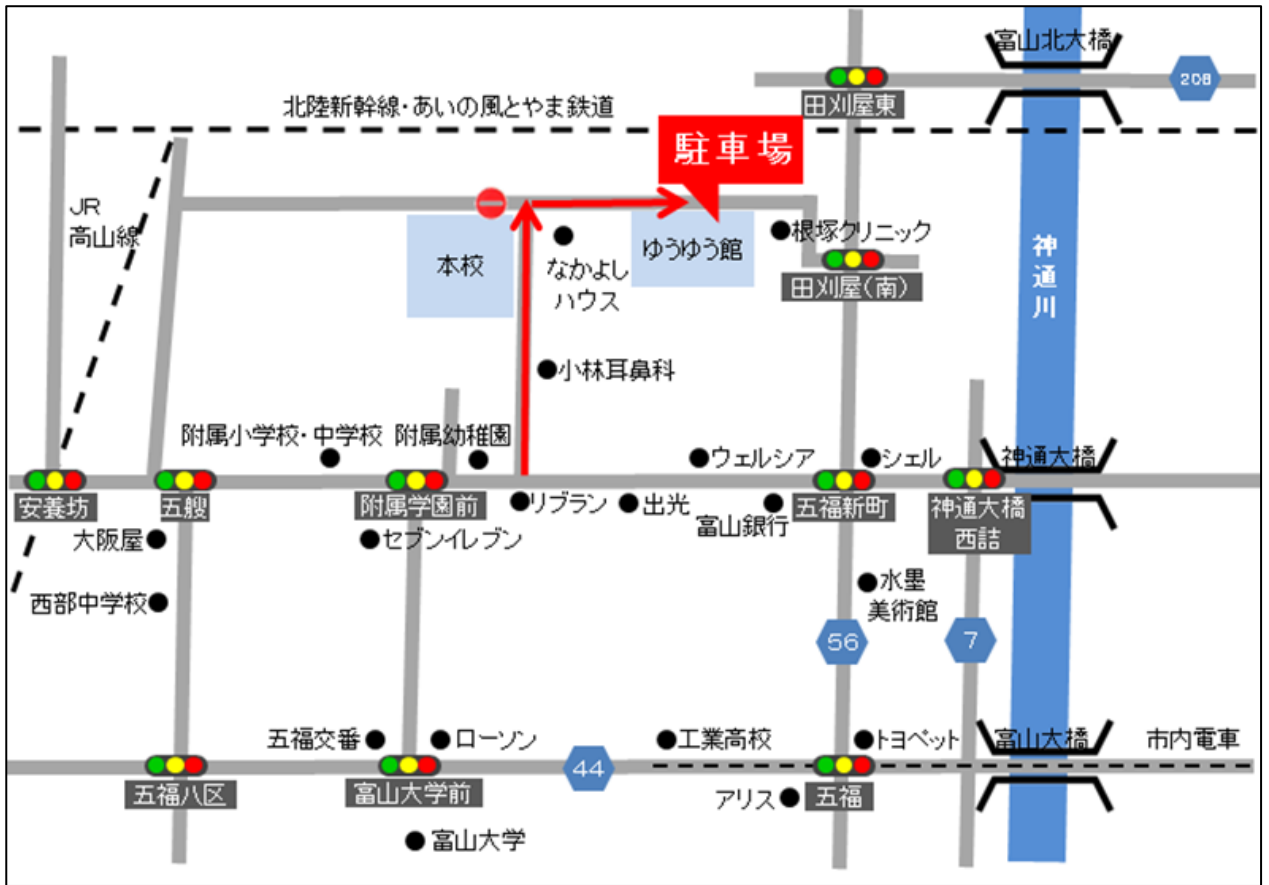 富山北大橋
208
田刈屋東
北陸新幹線・あいの風とやま鉄道
駐車場
JR
高山線
本校
なかよし
ハウス
ゆうゆう館
根塚クリニック
田刈屋(南)
神通川
小林耳鼻科
附属小学校・中学校
附属幼稚園
ウェルシア
シェル
神通大橋
安養坊
五艘
附属学園前
リブラン
出光
富山銀行
五福新町
神通大橋
西詰
大阪屋
セブンイレブン
西部中学校
水墨
美術館
56
7
五福交番
ローソン
工業高校
トヨペット
富山大橋
市内電車
44
五福八区
富山大学前
アリス
五福
富山大学